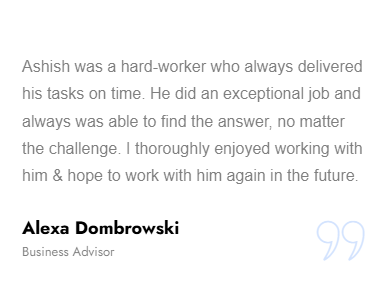 Ashish was a hard-worker who always delivered
his tasks on time. He did an exceptional job and
always was able to find the answer, no matter
the challenge. I thoroughly enjoyed working with
him & hope to work with him again in the future.
Alexa Dombrowski
Business Advisor